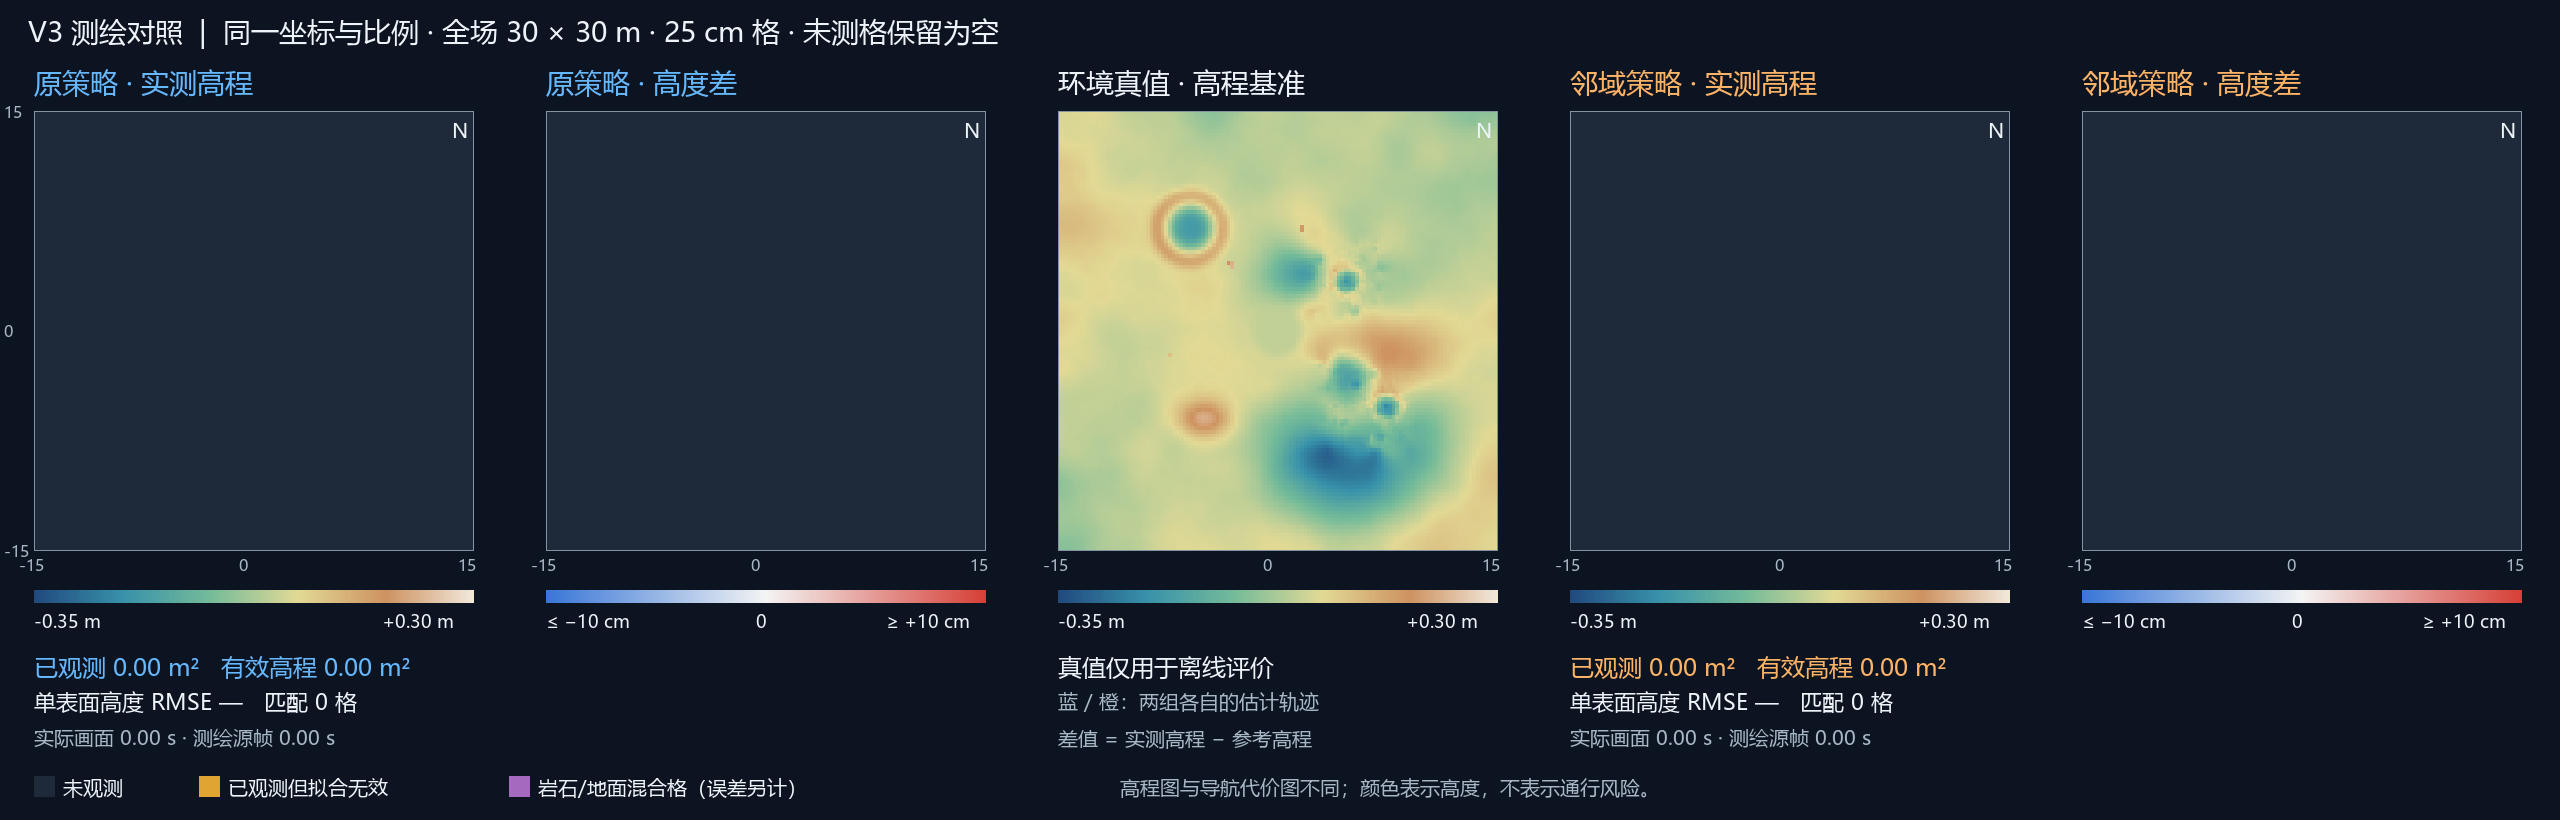 V3 测绘对照 | 同一坐标与比例 · 全场 30 × 30 m · 25 cm 格 · 未测格保留为空
原策略 · 实测高程
原策略 · 高度差
环境真值 · 高程基准
邻域策略 · 实测高程
邻域策略 · 高度差
15
N
N
N
N
N
0
-15
-15 0 15
-15 0 15
-15 0 15
-15 0 15
-15 0 15
-0.35 m +0.30 m
≤ −10 cm 0 ≥ +10 cm
-0.35 m +0.30 m
-0.35 m +0.30 m
≤ −10 cm 0 ≥ +10 cm
已观测 0.00 m² 有效高程 0.00 m²
单表面高度 RMSE — 匹配 0 格
实际画面 0.00 s · 测绘源帧 0.00 s
真值仅用于离线评价
蓝 / 橙：两组各自的估计轨迹
差值 = 实测高程 − 参考高程
已观测 0.00 m² 有效高程 0.00 m²
单表面高度 RMSE — 匹配 0 格
实际画面 0.00 s · 测绘源帧 0.00 s
未观测
已观测但拟合无效
岩石/地面混合格（误差另计）
高程图与导航代价图不同；颜色表示高度，不表示通行风险。